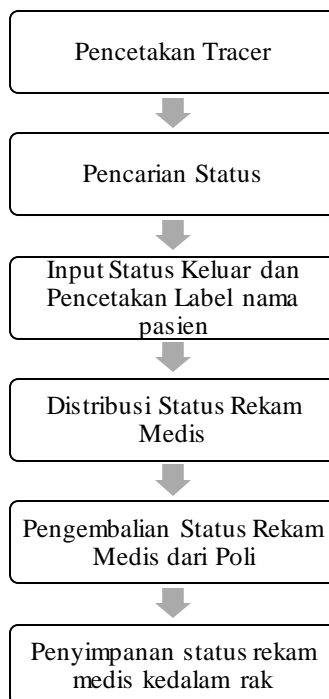 Pencetakan Tracer
Pencarian Status
Input Status Keluar dan
Pencetakan Label nama
pasien
Distribusi Status Rekam
Medis
Pengembalian Status Rekam
Medis dari Poli
Penyimpanan status rekam
medis kedalam rak